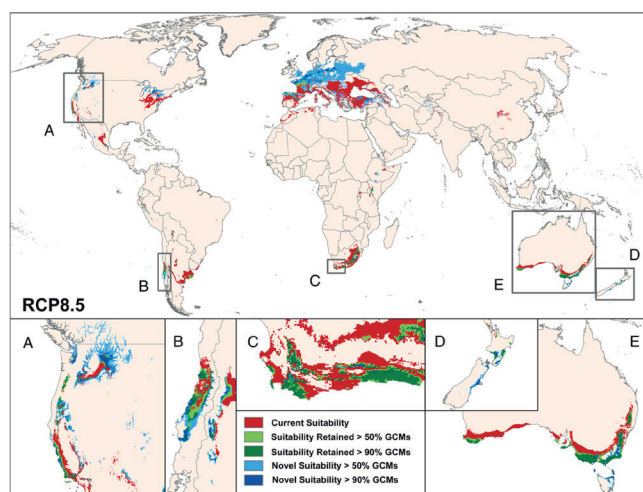 A
B
C
D
E
RCP8.5
A
B
C
D
E
Current Suitability
Suitability Retained > 50% GCMs
Suitability Retained > 90% GCMs
Novel Suitability > 50% GCMs
Novel Suitability > 90% GCMs